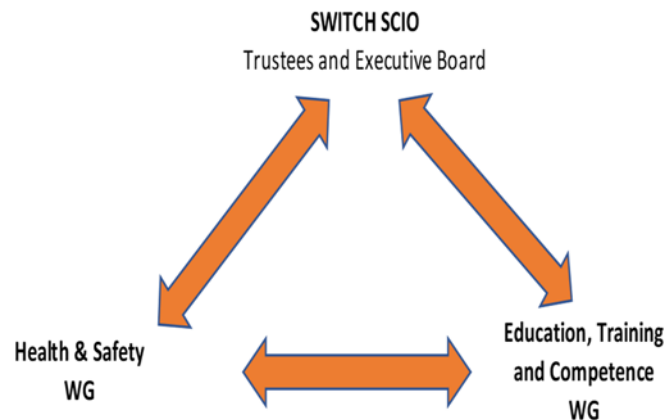 SWITCH SCIO
Trustees and Executive Board
Health & Safety
WG
Education, Training
and Competence
WG